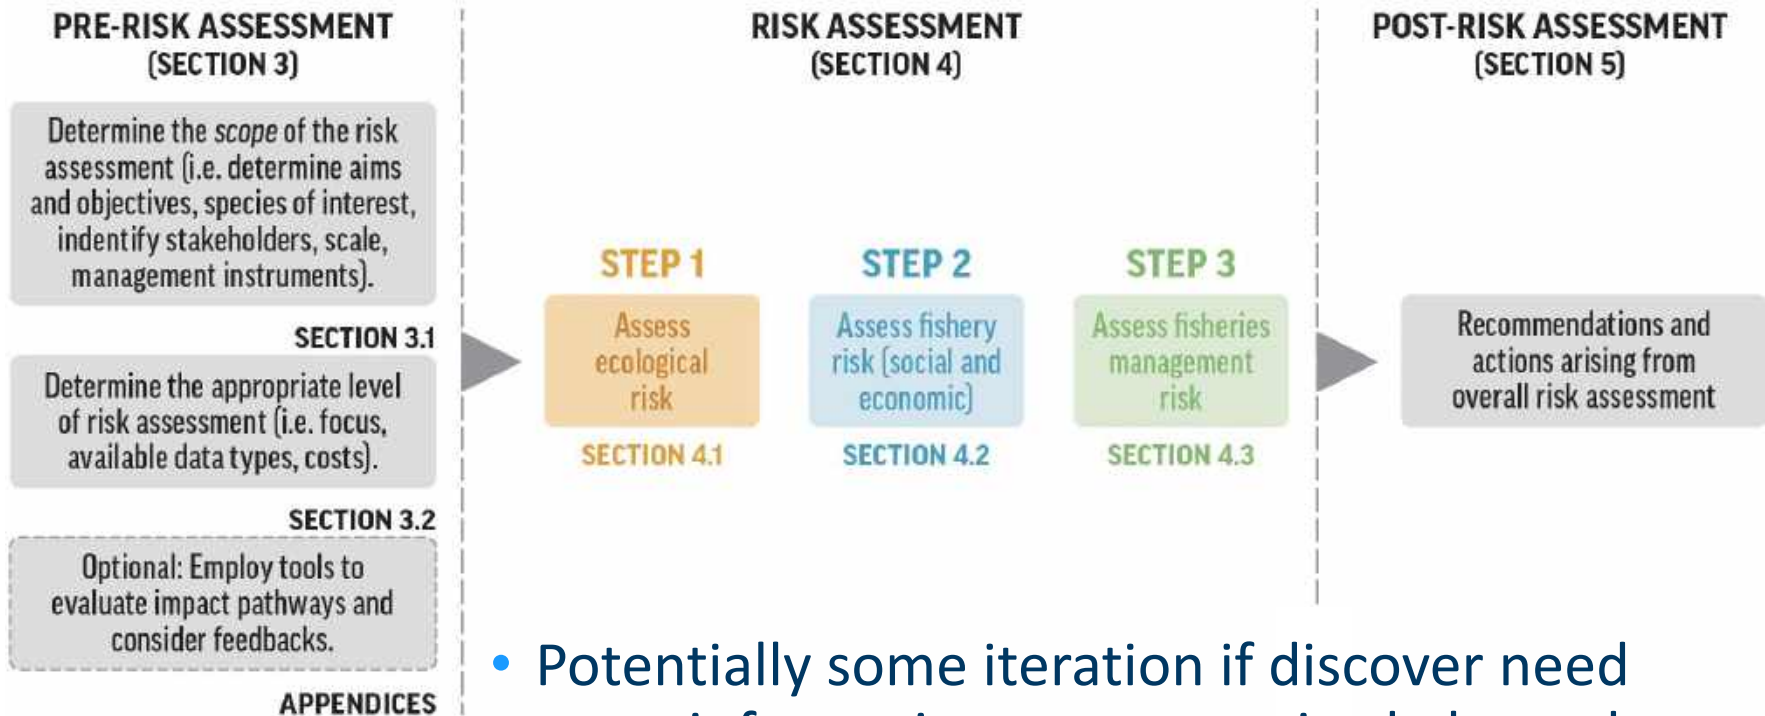 PRE-RISK ASSESSMENT
(SECTION 3)
Determine the scope of the risk
assessment (i.e. determine aims
and objectives, species of interest,
indentify stakeholders, scale,
management instruments).
SECTION 3.1
Determine the appropriate level
of risk assessment (i.e. focus,
available data types, costs).
SECTION 3.2
Optional: Employ tools to
evaluate impact pathways and
consider feedbacks.
APPENDICES
RISK ASSESSMENT
(SECTION 4)
STEP 1
Assess
ecological
risk
SECTION 4.1
STEP 2
Assess fishery
risk (social and
economic)
SECTION 4.2
STEP 3
Assess fisheries
management
risk
SECTION 4.3
POST-RISK ASSESSMENT
(SECTION 5)
Recommendations and
actions arising from
overall risk assessment
• Potentially some iteration if discover need